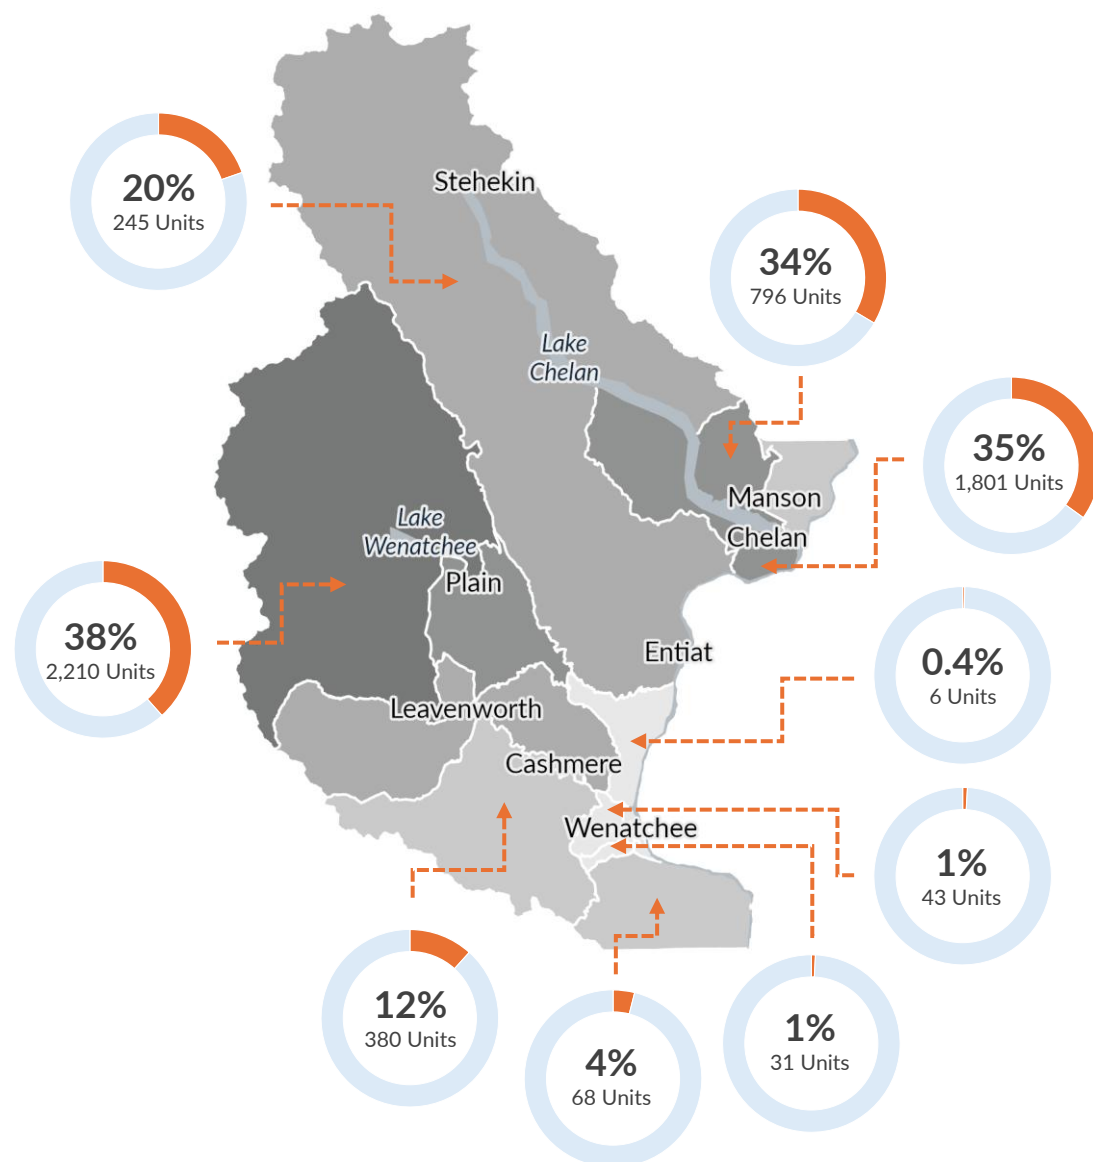 Stehekin
20%
245 Units
34%
796 Units
Lake
Chelan
35%
1,801 Units
Manson
Chelan
Lake
Wenatchee
Plain
38%
2,210 Units
Entiat
0.4%
6 Units
Leavenworth
Cashmere
Wenatchee
1%
43 Units
12%
380 Units
4%
68 Units
1%
31 Units